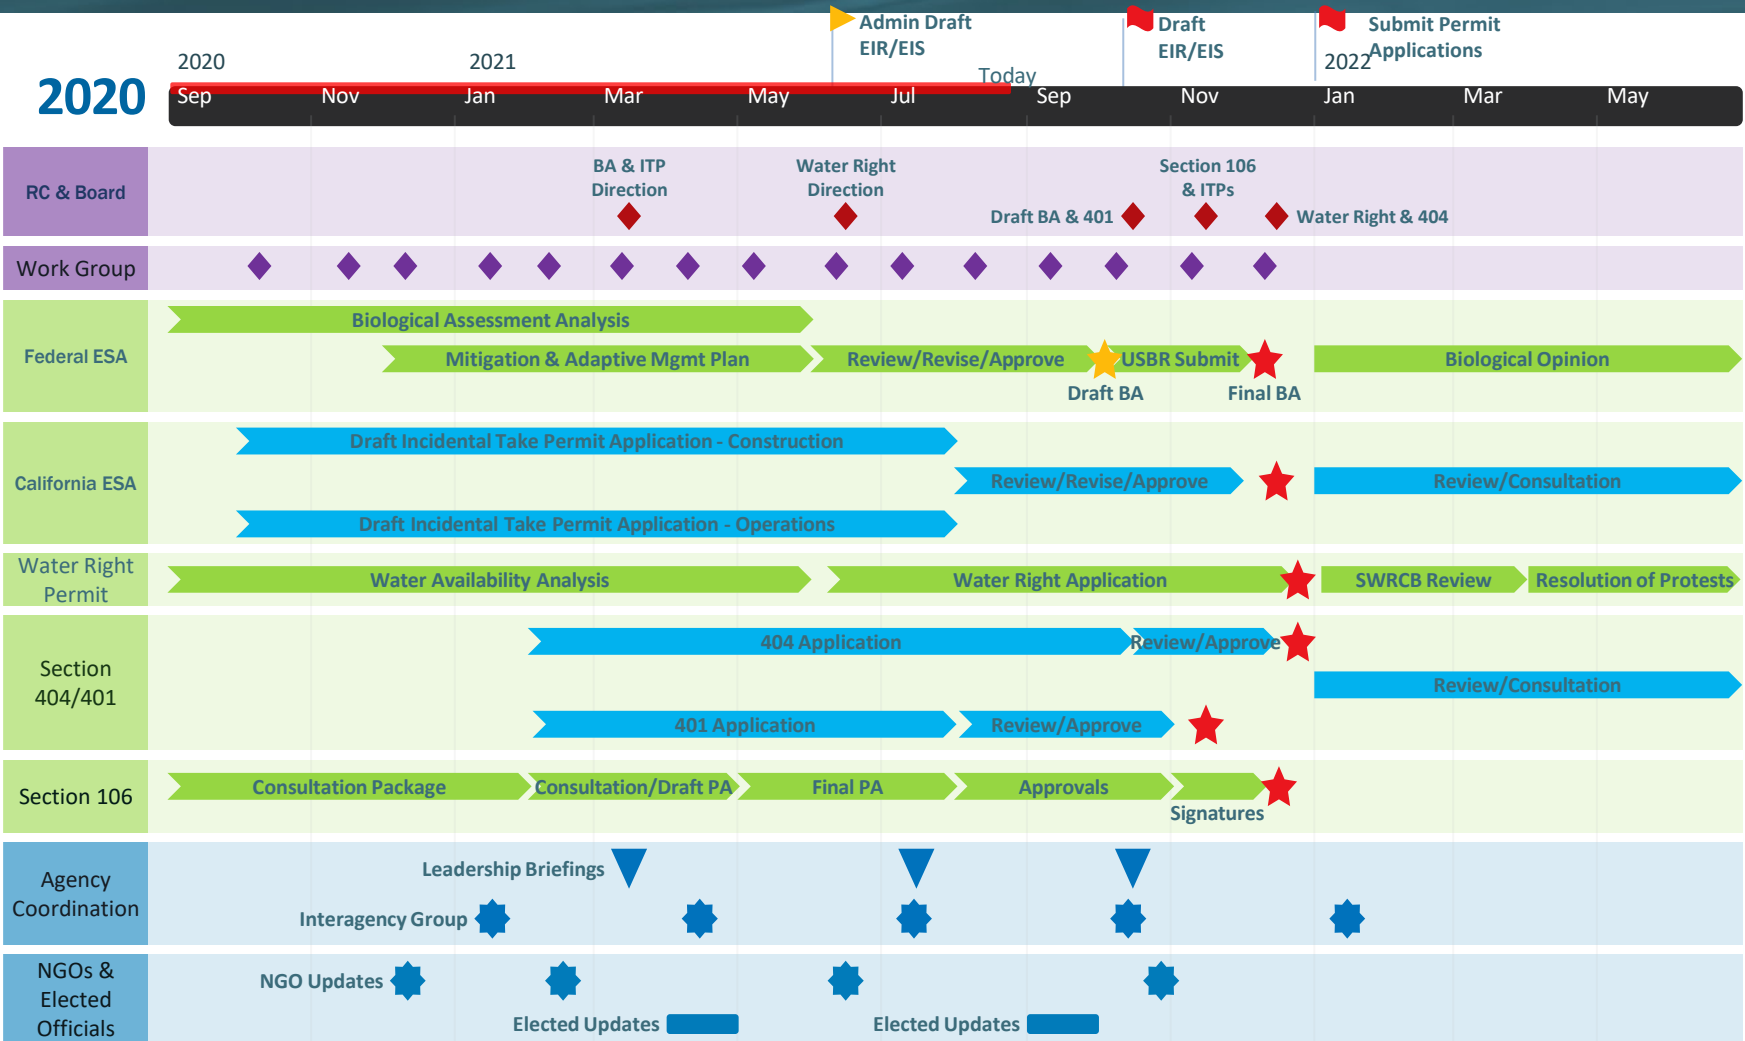 Admin Draft
EIR/EIS
Draft
EIR/EIS
Submit Permit
Applications
2020
2021
2022
Today
2020
Sep
Nov
Jan
Mar
May
Jul
Sep
Nov
Jan
Mar
May
RC & Board
BA & ITP
Direction
Water Right
Direction
Section 106
& ITPs
Draft BA & 401
Water Right & 404
Work Group
Federal ESA
Biological Assessment Analysis
Mitigation & Adaptive Mgmt Plan
Review/Revise/Approve
USBR Submit
Biological Opinion
Draft BA
Final BA
California ESA
Draft Incidental Take Permit Application - Construction
Review/Revise/Approve
Review/Consultation
Draft Incidental Take Permit Application - Operations
Water Right
Permit
Water Availability Analysis
Water Right Application
SWRCB Review
Resolution of Protests
Section
404/401
404 Application
Review/Approve
Review/Consultation
401 Application
Review/Approve
Section 106
Consultation Package
Consultation/Draft PA
Final PA
Approvals
Signatures
Agency
Coordination
Leadership Briefings
Interagency Group
NGOs &
Elected
Officials
NGO Updates
Elected Updates
Elected Updates